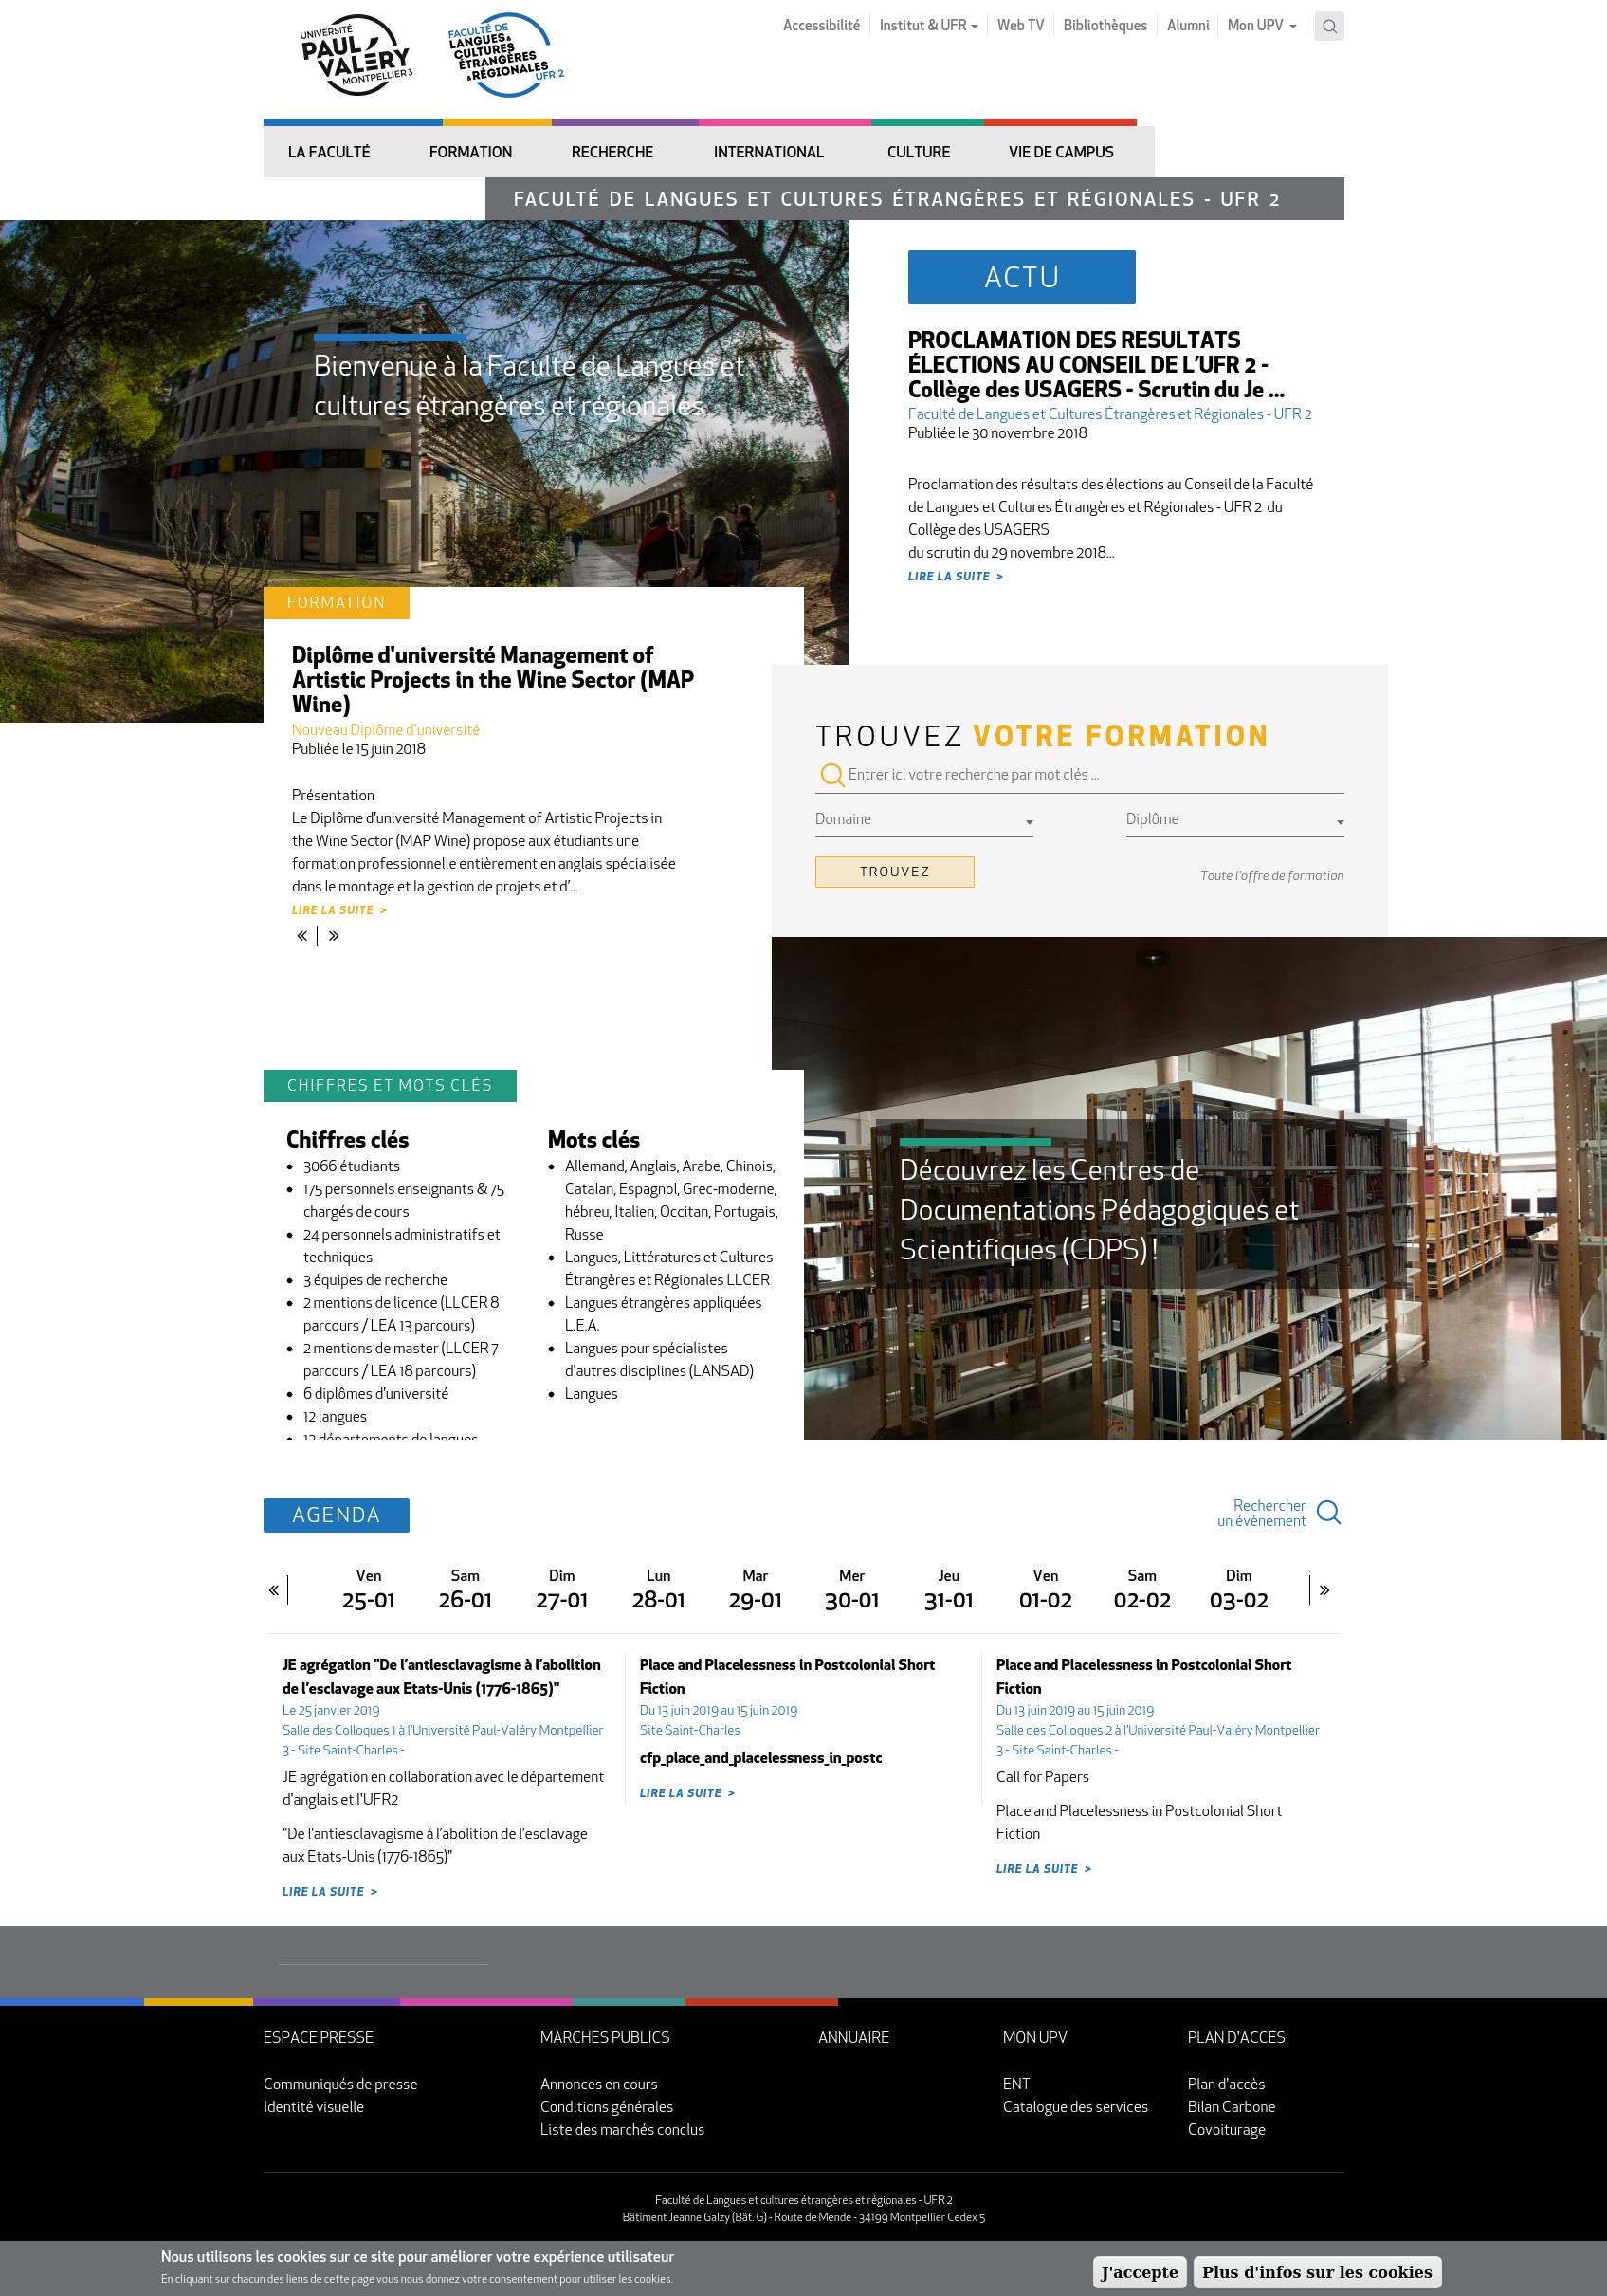 UNIVERSITÉ
PAUL
VALÉRY
MONTPELLIER 3
FACULTÉ DE
LANGUES &
CULTURES
ÉTRANGÈRES
& RÉGIONALES
UFR 2
Accessibilité
Institut & UFR
Web TV
Bibliothèques
Alumni
Mon UPV
LA FACULTÉ
FORMATION
RECHERCHE
INTERNATIONAL
CULTURE
VIE DE CAMPUS
FACULTÉ DE LANGUES ET CULTURES ÉTRANGÈRES ET RÉGIONALES - UFR 2
Bienvenue à la Faculté de Langues et
cultures étrangères et régionales
ACTU
PROCLAMATION DES RESULTATS
ÉLECTIONS AU CONSEIL DE L’UFR 2 -
Collège des USAGERS - Scrutin du Je ...
Faculté de Langues et Cultures Étrangères et Régionales - UFR 2
Publiée le 30 novembre 2018
Proclamation des résultats des élections au Conseil de la Faculté
de Langues et Cultures Étrangères et Régionales - UFR 2 du
Collège des USAGERS
du scrutin du 29 novembre 2018...
LIRE LA SUITE >
FORMATION
Diplôme d'université Management of
Artistic Projects in the Wine Sector (MAP
Wine)
Nouveau Diplôme d'université
Publiée le 15 juin 2018
Présentation
Le Diplôme d’université Management of Artistic Projects in
the Wine Sector (MAP Wine) propose aux étudiants une
formation professionnelle entièrement en anglais spécialisée
dans le montage et la gestion de projets et d’...
LIRE LA SUITE >
« | »
TROUVEZ VOTRE FORMATION
Entrer ici votre recherche par mot clés ...
Domaine
Diplôme
TROUVEZ
Toute l'offre de formation
CHIFFRES ET MOTS CLÉS
Chiffres clés
• 3066 étudiants
• 175 personnels enseignants & 75
chargés de cours
• 24 personnels administratifs et
techniques
• 3 équipes de recherche
• 2 mentions de licence (LLCER 8
parcours / LEA 13 parcours)
• 2 mentions de master (LLCER 7
parcours / LEA 18 parcours)
• 6 diplômes d’université
• 12 langues
• 12 départements de langues
Mots clés
• Allemand, Anglais, Arabe, Chinois,
Catalan, Espagnol, Grec-moderne,
hébreu, Italien, Occitan, Portugais,
Russe
• Langues, Littératures et Cultures
Étrangères et Régionales LLCER
• Langues étrangères appliquées
L.E.A.
• Langues pour spécialistes
d'autres disciplines (LANSAD)
• Langues
Découvrez les Centres de
Documentations Pédagogiques et
Scientifiques (CDPS) !
AGENDA
Rechercher
un évènement
«
Ven
25-01
Sam
26-01
Dim
27-01
Lun
28-01
Mar
29-01
Mer
30-01
Jeu
31-01
Ven
01-02
Sam
02-02
Dim
03-02
»
JE agrégation "De l’antiesclavagisme à l’abolition
de l’esclavage aux Etats-Unis (1776-1865)"
Le 25 janvier 2019
Salle des Colloques 1 à l’Université Paul-Valéry Montpellier
3 - Site Saint-Charles -
JE agrégation en collaboration avec le département
d'anglais et l'UFR2
"De l’antiesclavagisme à l’abolition de l’esclavage
aux Etats-Unis (1776-1865)"
LIRE LA SUITE >
Place and Placelessness in Postcolonial Short
Fiction
Du 13 juin 2019 au 15 juin 2019
Site Saint-Charles
cfp_place_and_placelessness_in_postc
LIRE LA SUITE >
Place and Placelessness in Postcolonial Short
Fiction
Du 13 juin 2019 au 15 juin 2019
Salle des Colloques 2 à l’Université Paul-Valéry Montpellier
3 - Site Saint-Charles -
Call for Papers
Place and Placelessness in Postcolonial Short
Fiction
LIRE LA SUITE >
ESPACE PRESSE
Communiqués de presse
Identité visuelle
MARCHÉS PUBLICS
Annonces en cours
Conditions générales
Liste des marchés conclus
ANNUAIRE
MON UPV
ENT
Catalogue des services
PLAN D'ACCÈS
Plan d'accès
Bilan Carbone
Covoiturage
Faculté de Langues et cultures étrangères et régionales - UFR 2
Bâtiment Jeanne Galzy (Bât. G) - Route de Mende - 34199 Montpellier Cedex 5
Nous utilisons les cookies sur ce site pour améliorer votre expérience utilisateur
En cliquant sur chacun des liens de cette page vous nous donnez votre consentement pour utiliser les cookies.
J'accepte
Plus d'infos sur les cookies